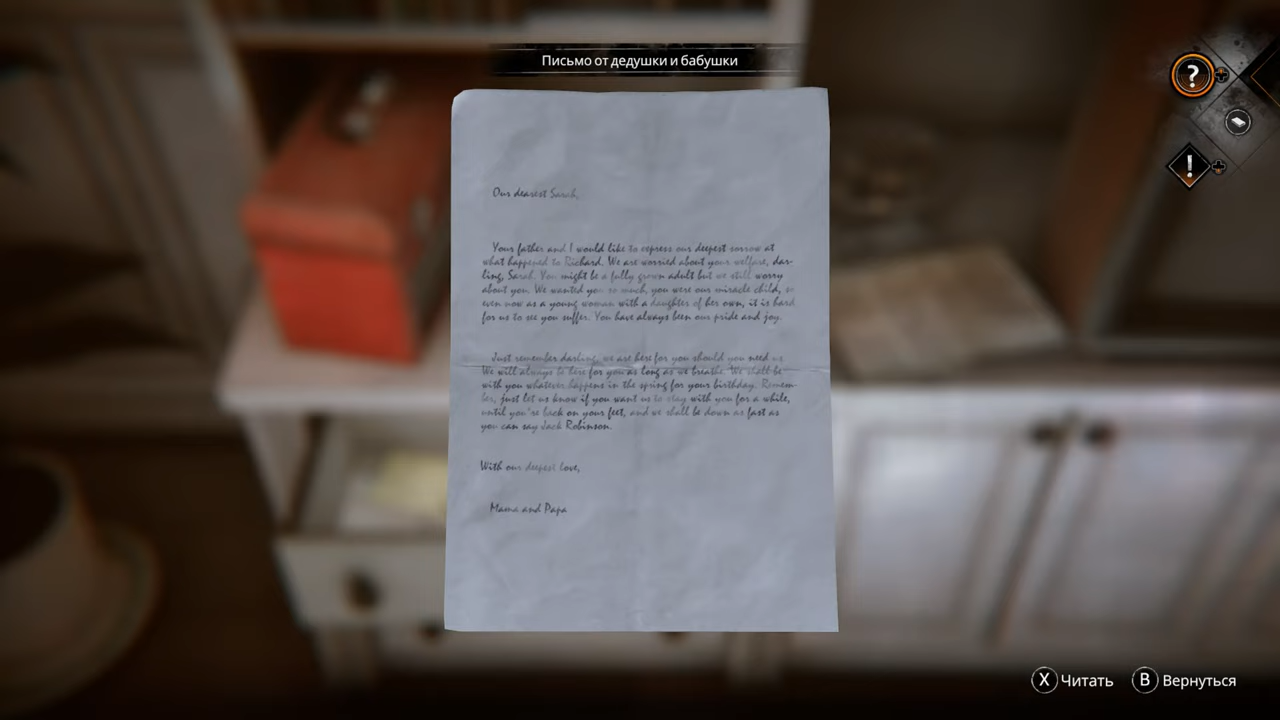 Письмо от дедушки и бабушки
?
!
Our dearest Sarah,
Your father and I would like to express our deepest sorrow at
what happened to Richard. We are worried about your welfare, dar-
ling, Sarah. You might be a fully grown adult but we still worry
about you. We wanted you so much, you were our miracle child, so
even now as a young woman with a daughter of her own, it is hard
for us to see you suffer. You have always been our pride and joy.
Just remember darling, we are here for you should you need us.
We will always to here for you as long as we breathe. We shall be
with you whatever happens in the spring for your birthday. Remem-
ber, just let us know if you want us to stay with you for a while,
until you're back on your feet, and we shall be down as fast as
you can say Jack Robinson.
With our deepest love,
Mama and Papa
X Читать B Вернуться